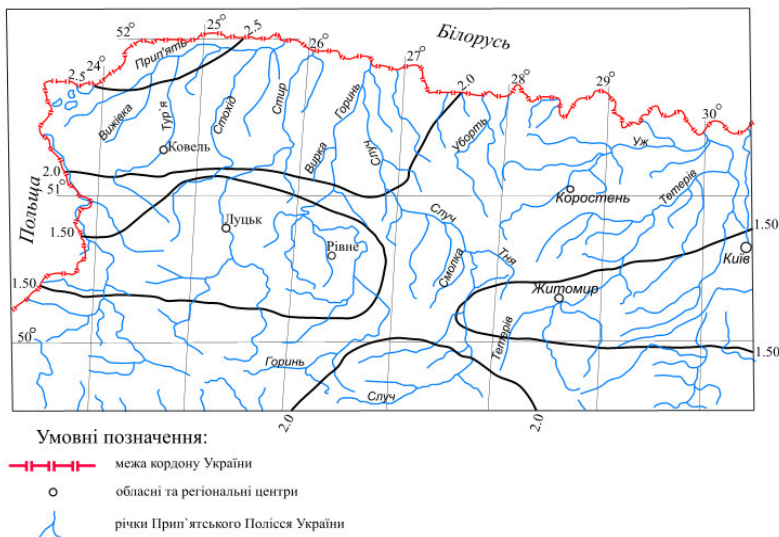 52°
25°
2.5
26°
Білорусь
2.5
24°
Прип'ять
27°
2.0
28°
29°
30°
Вижівка
Турія
Стохід
Стир
Горинь
Случ
Вирка
Уборть
Уж
Ковель
Тетерів
2.0
51°
Польща
Коростень
1.50
Луцьк
Рівне
Случ
Смолка
Тня
1.50
Київ
1.50
Житомир
50°
Горинь
Тетерів
1.50
Случ
2.0
2.0
Умовні позначення:
межа кордону України
обласні та регіональні центри
річки Прип`ятського Полісся України